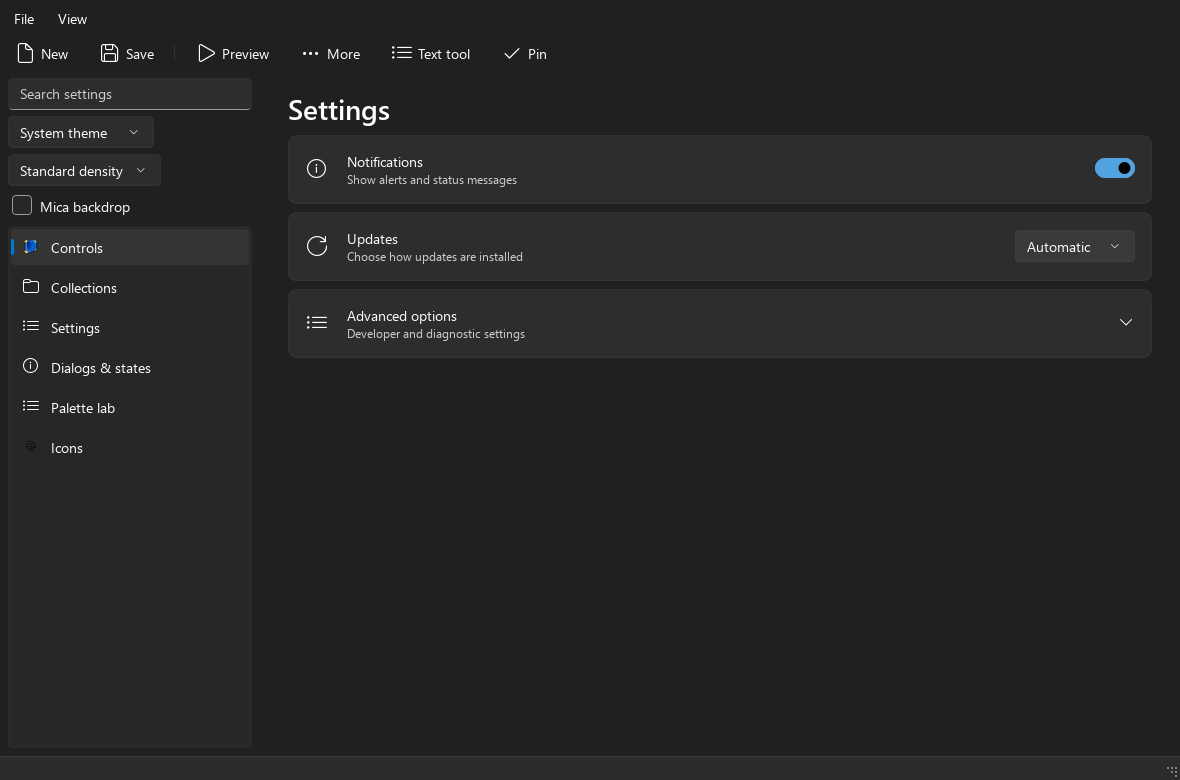 File View
New Save Preview More Text tool Pin
Search settings
System theme
Standard density
Mica backdrop
Controls
Collections
Settings
Dialogs & states
Palette lab
Icons
Settings
Notifications
Show alerts and status messages
Updates
Choose how updates are installed
Automatic
Advanced options
Developer and diagnostic settings